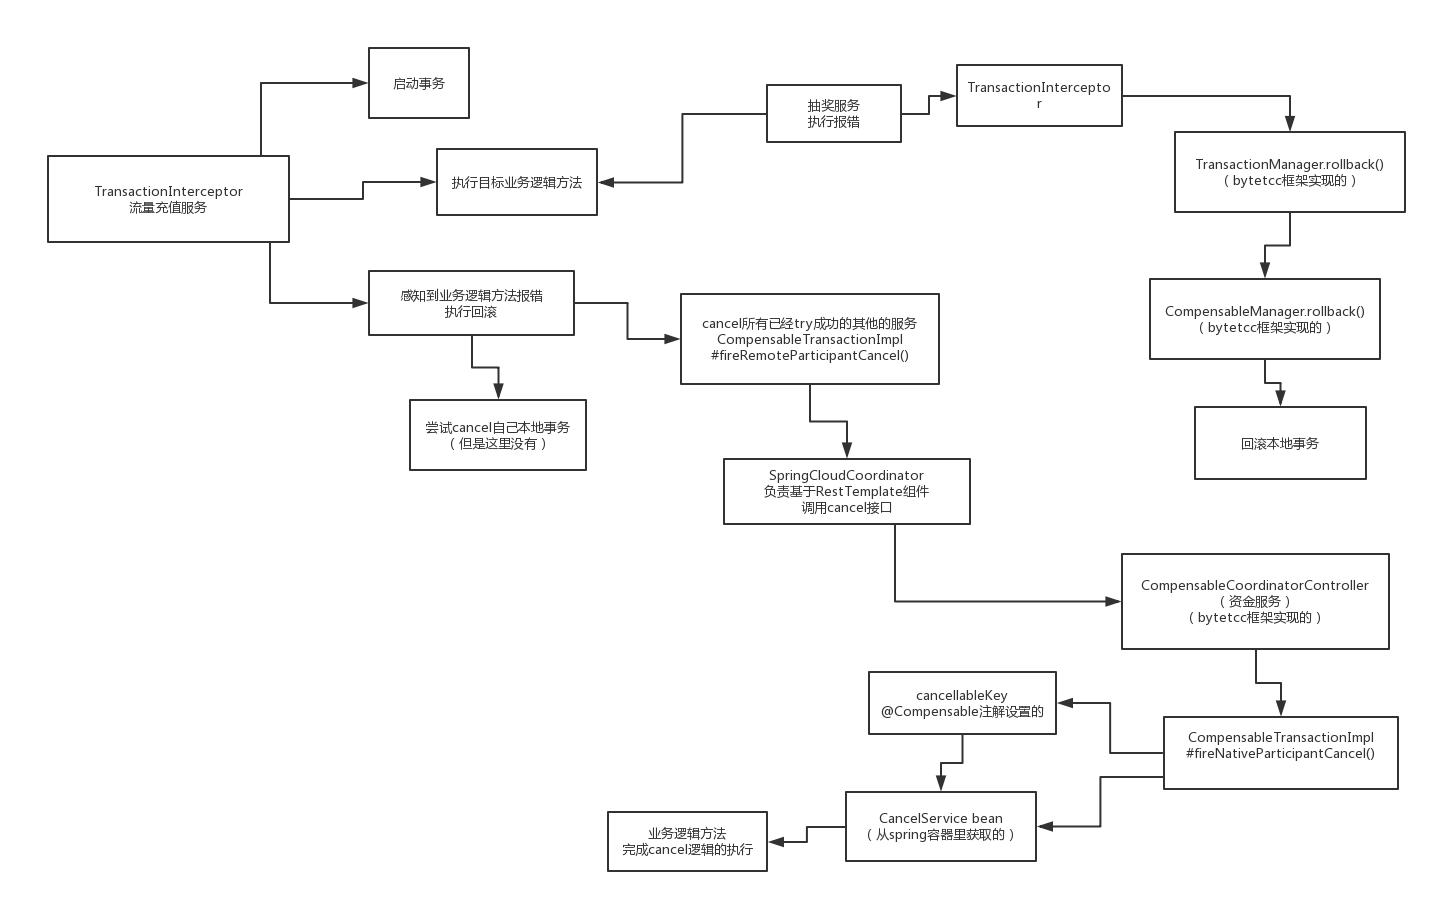 启动事务
抽奖服务
执行报错
TransactionIntercepto
r
TransactionInterceptor
流量充值服务
执行目标业务逻辑方法
TransactionManager.rollback()
（bytetcc框架实现的）
感知到业务逻辑方法报错
执行回滚
cancel所有已经try成功的其他的服务
CompensableTransactionImpl
#fireRemoteParticipantCancel()
CompensableManager.rollback()
（bytetcc框架实现的）
尝试cancel自己本地事务
（但是这里没有）
回滚本地事务
SpringCloudCoordinator
负责基于RestTemplate组件
调用cancel接口
CompensableCoordinatorController
（资金服务）
（bytetcc框架实现的）
cancellableKey
@Compensable注解设置的
CompensableTransactionImpl
#fireNativeParticipantCancel()
CancelService bean
（从spring容器里获取的）
业务逻辑方法
完成cancel逻辑的执行